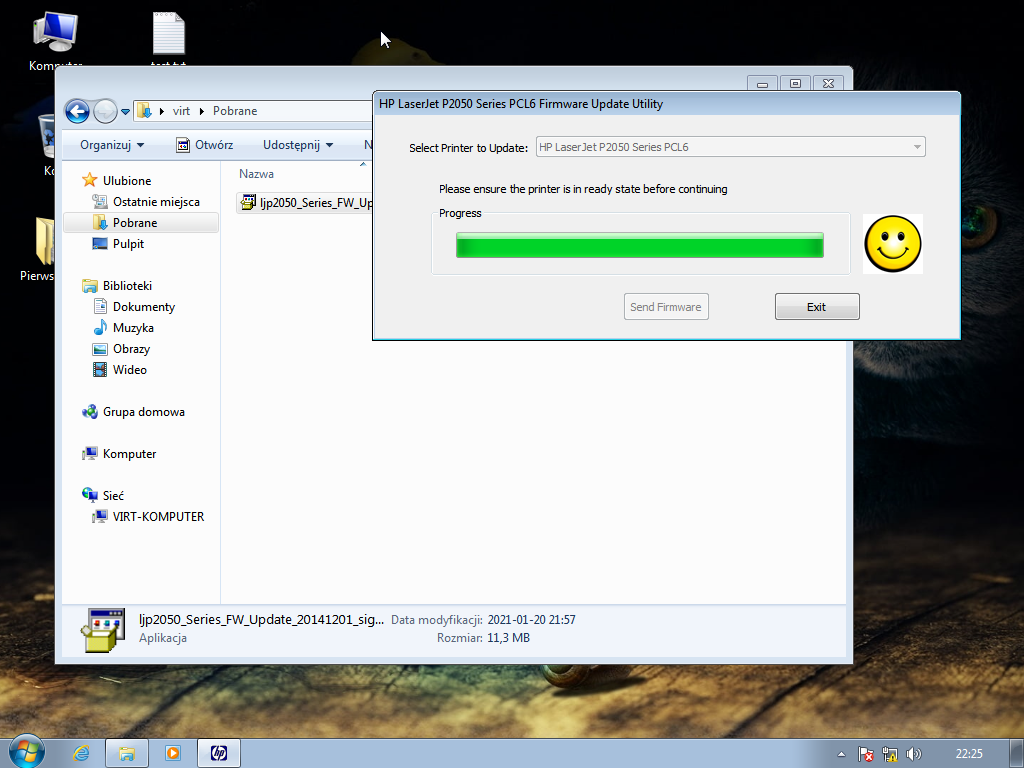 Komputer
test.txt
virt
Pobrane
HP LaserJet P2050 Series PCL6 Firmware Update Utility
Organizuj
Otwórz
Udostępnij
N
Select Printer to Update:
HP LaserJet P2050 Series PCL6
Nazwa
Ulubione
Ostatnie miejsca
ljp2050_Series_FW_Up
Please ensure the printer is in ready state before continuing
Progress
Pobrane
Pulpit
Ko
Pierws
Biblioteki
Dokumenty
Muzyka
Obrazy
Wideo
Send Firmware
Exit
Grupa domowa
Komputer
Sieć
VIRT-KOMPUTER
ljp2050_Series_FW_Update_20141201_sig...
Data modyfikacji: 2021-01-20 21:57
Aplikacja
Rozmiar: 11,3 MB
hp
22:25